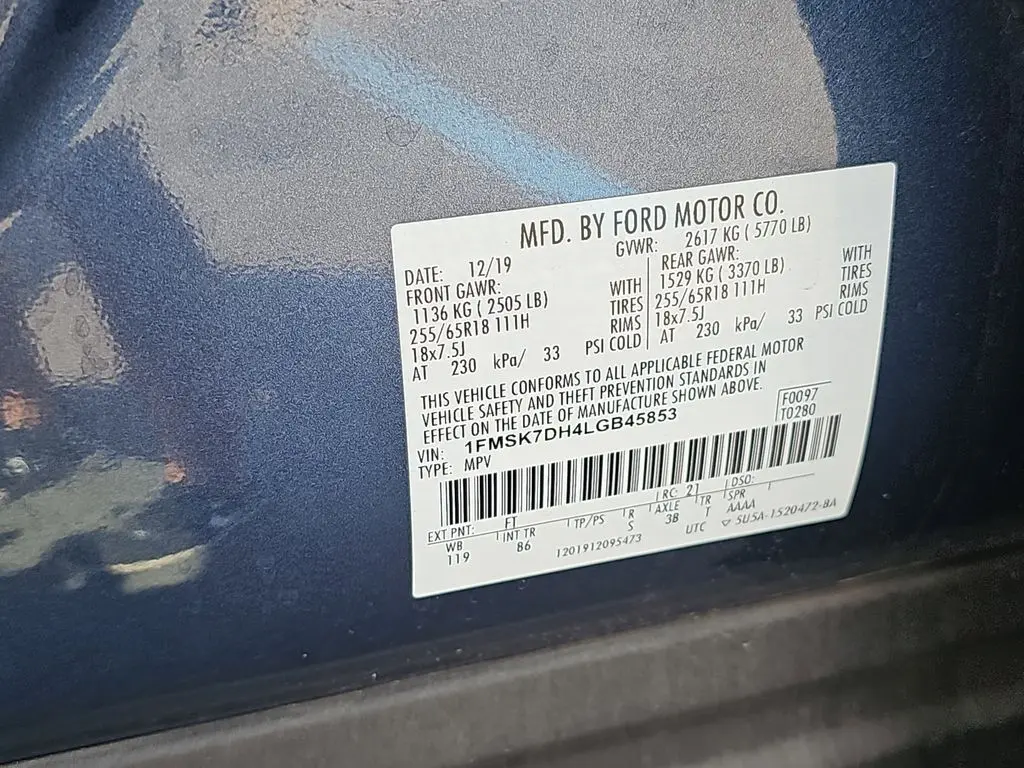 MFD. BY FORD MOTOR CO.
DATE: 12/19 GVWR: 2617 KG ( 5770 LB)
FRONT GAWR: REAR GAWR:
1136 KG ( 2505 LB) WITH 1529 KG ( 3370 LB) WITH
255/65R18 111H TIRES 255/65R18 111H TIRES
18x7.5J RIMS 18x7.5J RIMS
AT 230 kPa/ 33 PSI COLD AT 230 kPa/ 33 PSI COLD
THIS VEHICLE CONFORMS TO ALL APPLICABLE FEDERAL MOTOR
VEHICLE SAFETY AND THEFT PREVENTION STANDARDS IN
EFFECT ON THE DATE OF MANUFACTURE SHOWN ABOVE.
VIN: 1FMSK7DH4LGB45853 F0097
TYPE: MPV T0280
EXT PNT: FT RC: 21 DSO:
WB INT TR TP/PS R AXLE TR SPR
119 B6 S 3B T AAAA
1201912095473 UTC ▽ 5U5A-1520472-BA